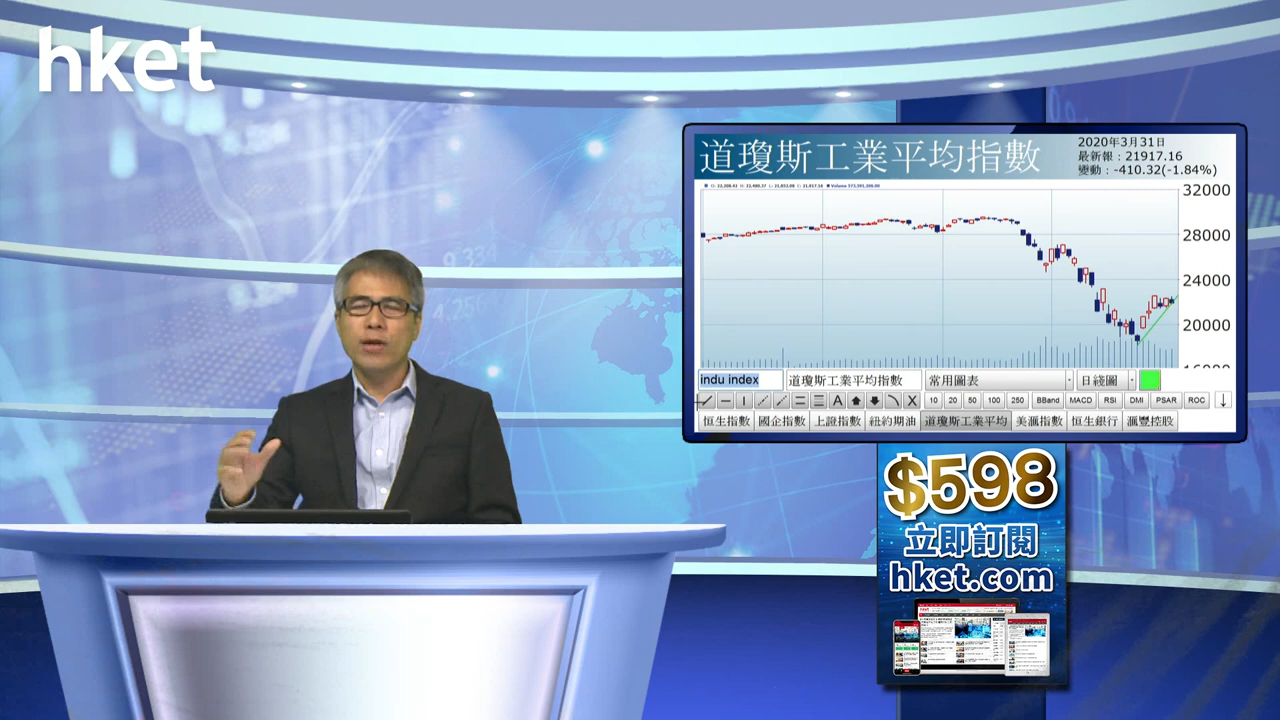 hket
道瓊斯工業平均指數
2020年3月31日
最新報：21917.16
變動：-410.32(-1.84%)
32000
28000
24000
20000
indu index
道瓊斯工業平均指數
常用圖表
日綫圖
A
X
10 20 50 100 250 BBand MACD RSI DMI PSAR ROC
恒生指數 國企指數 上證指數 紐約期油 道瓊斯工業平均 美滙指數 恒生銀行 滙豐控股
$598
立即訂閱
hket.com